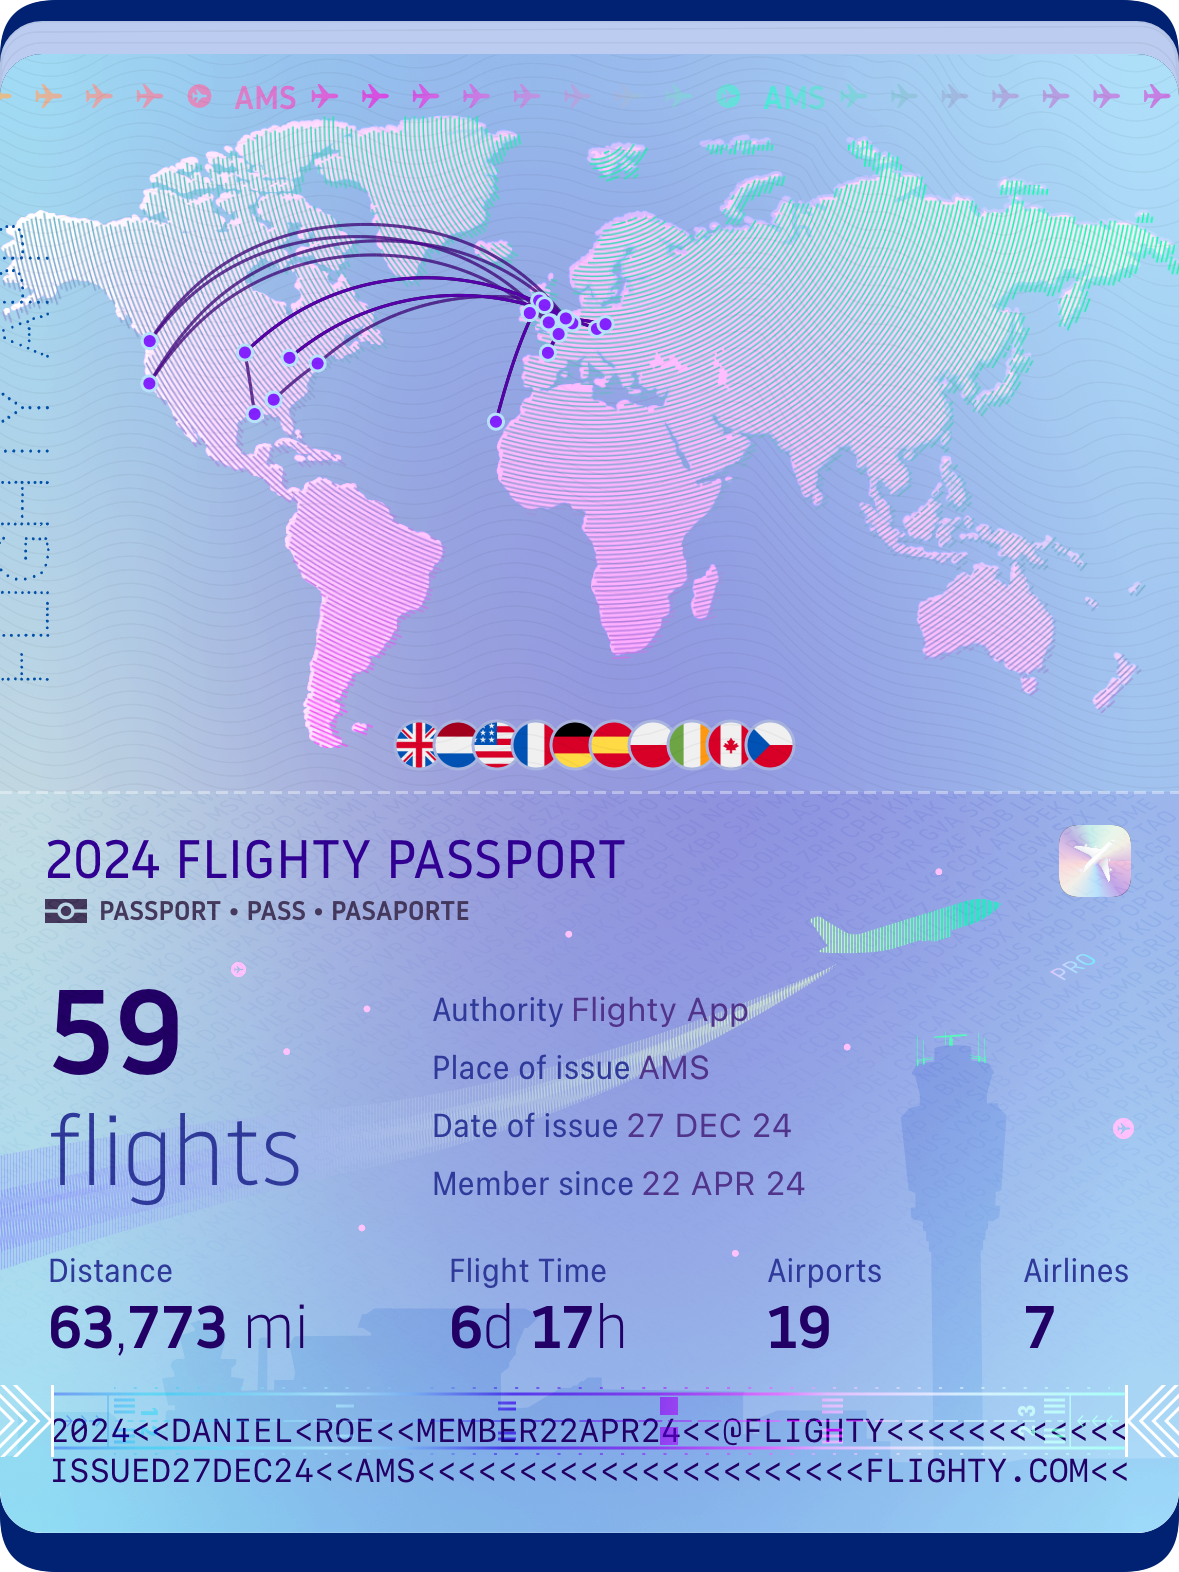 AMS AMS
2024 FLIGHTY PASSPORT
PASSPORT • PASS • PASAPORTE
PRO
59
flights
Authority Flighty App
Place of issue AMS
Date of issue 27 DEC 24
Member since 22 APR 24
Distance Flight Time Airports Airlines
63,773 mi 6d 17h 19 7
2024<<DANIEL<ROE<<MEMBER22APR24<<@FLIGHTY<<<<<<<<<<<<
ISSUED27DEC24<<AMS<<<<<<<<<<<<<<<<<<<<<<FLIGHTY.COM<<